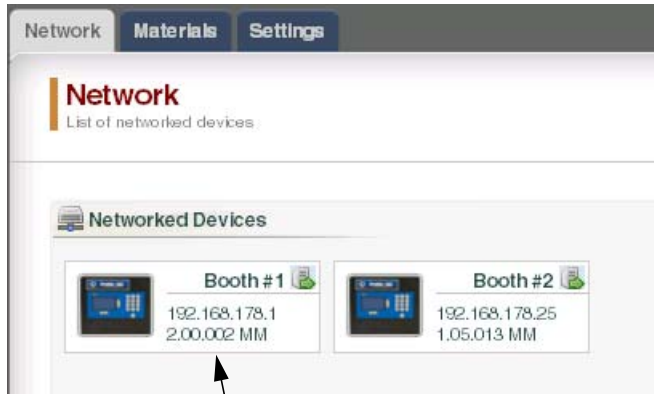 Network Materials Settings
Network
List of networked devices
Networked Devices
Booth #1
192.168.178.1
2.00.002 MM
Booth #2
192.168.178.25
1.05.013 MM